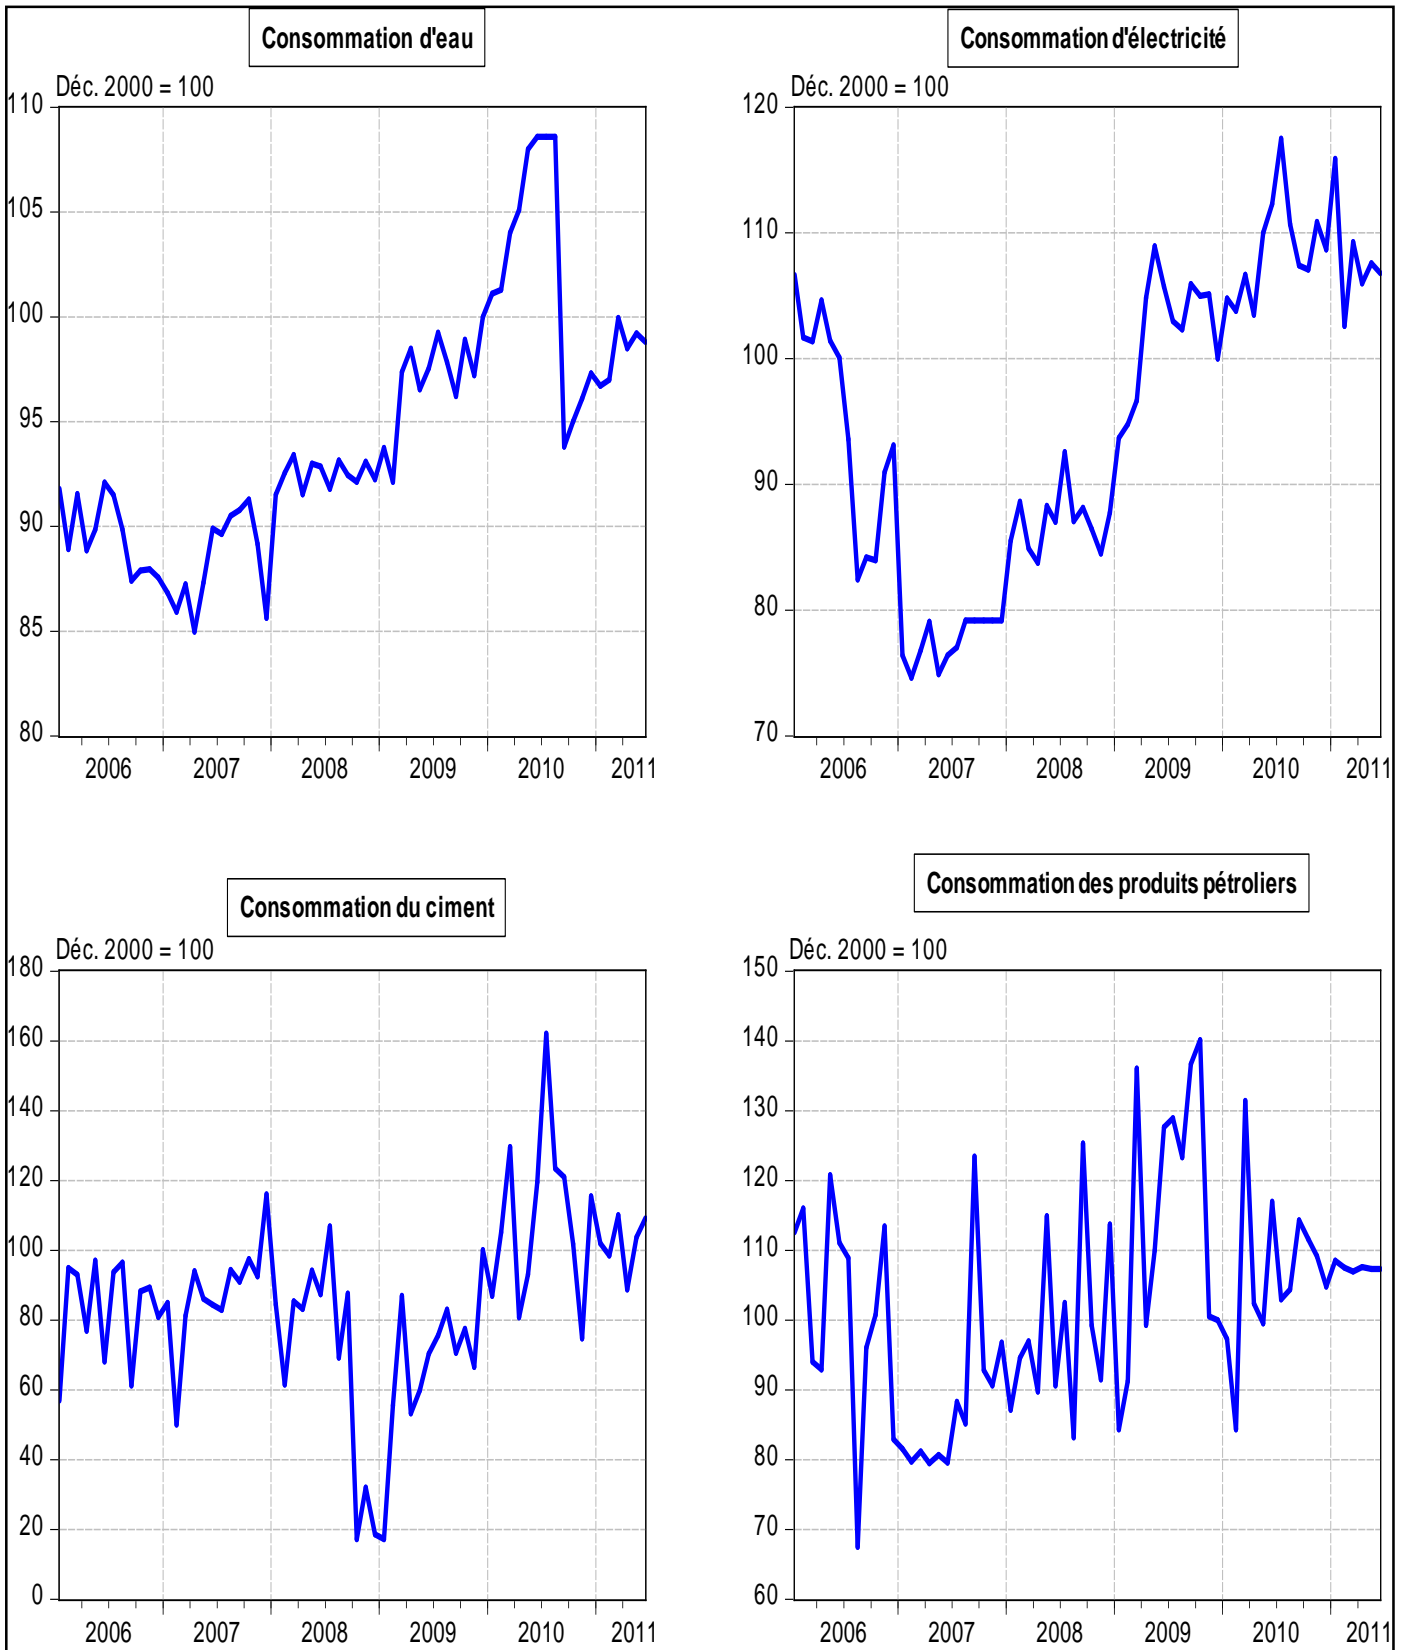 Consommation d'eau
Déc. 2000 = 100
110
105
100
95
90
85
80
2006 2007 2008 2009 2010 2011
Consommation d'électricité
Déc. 2000 = 100
120
110
100
90
80
70
2006 2007 2008 2009 2010 2011
Consommation du ciment
Déc. 2000 = 100
180
160
140
120
100
80
60
40
20
0
2006 2007 2008 2009 2010 2011
Consommation des produits pétroliers
Déc. 2000 = 100
150
140
130
120
110
100
90
80
70
60
2006 2007 2008 2009 2010 2011